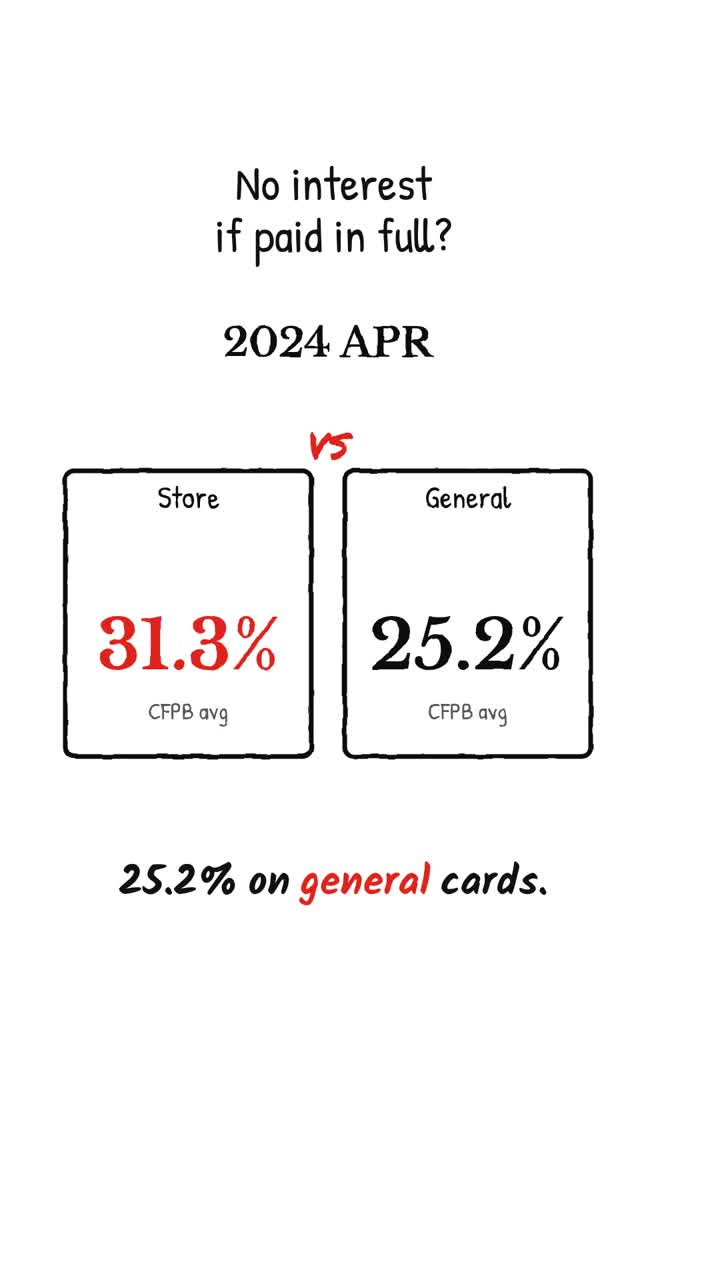 No interest
if paid in full?
2024 APR
vs
Store
General
31.3%
25.2%
CFPB avg
CFPB avg
25.2% on general cards.